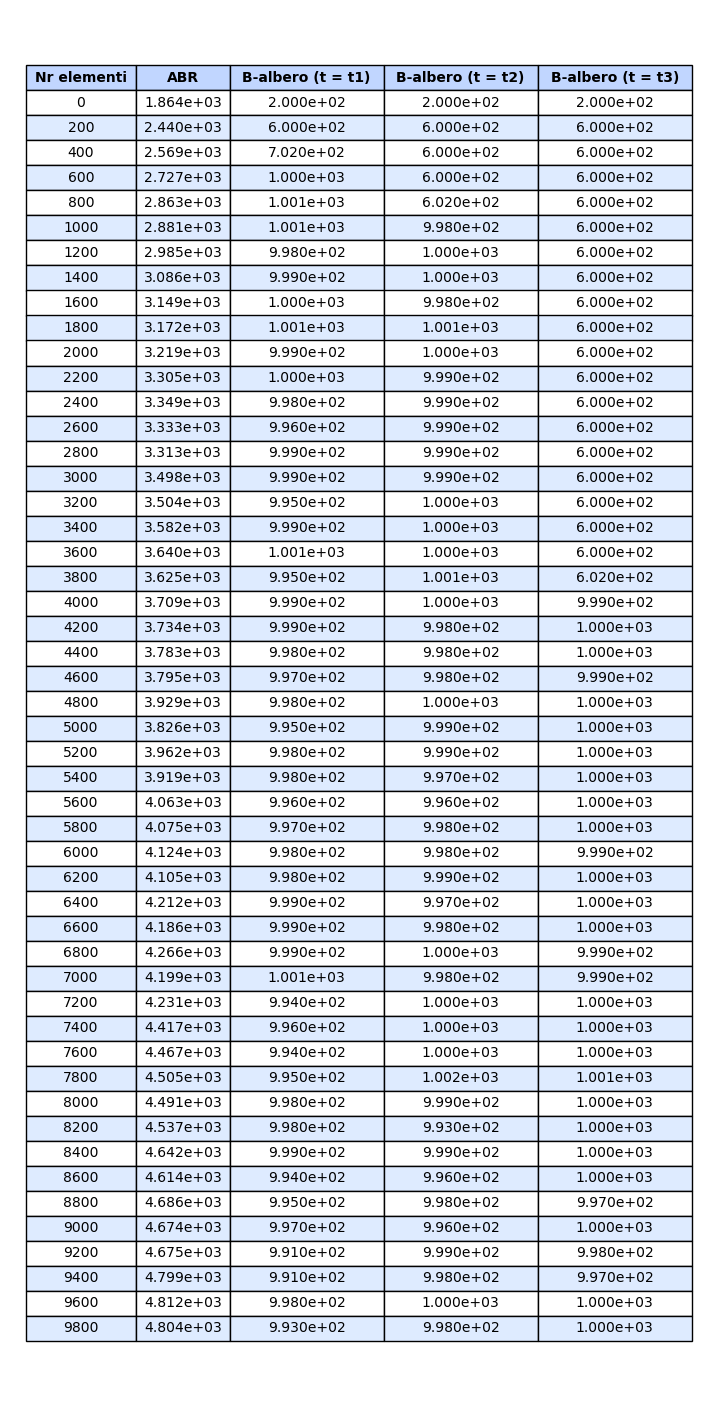 Nr elementi ABR B-albero (t = t1) B-albero (t = t2) B-albero (t = t3)
0 1.864e+03 2.000e+02 2.000e+02 2.000e+02
200 2.440e+03 6.000e+02 6.000e+02 6.000e+02
400 2.569e+03 7.020e+02 6.000e+02 6.000e+02
600 2.727e+03 1.000e+03 6.000e+02 6.000e+02
800 2.863e+03 1.001e+03 6.020e+02 6.000e+02
1000 2.881e+03 1.001e+03 9.980e+02 6.000e+02
1200 2.985e+03 9.980e+02 1.000e+03 6.000e+02
1400 3.086e+03 9.990e+02 1.000e+03 6.000e+02
1600 3.149e+03 1.000e+03 9.980e+02 6.000e+02
1800 3.172e+03 1.001e+03 1.001e+03 6.000e+02
2000 3.219e+03 9.990e+02 1.000e+03 6.000e+02
2200 3.305e+03 1.000e+03 9.990e+02 6.000e+02
2400 3.349e+03 9.980e+02 9.990e+02 6.000e+02
2600 3.333e+03 9.960e+02 9.990e+02 6.000e+02
2800 3.313e+03 9.990e+02 9.990e+02 6.000e+02
3000 3.498e+03 9.990e+02 9.990e+02 6.000e+02
3200 3.504e+03 9.950e+02 1.000e+03 6.000e+02
3400 3.582e+03 9.990e+02 1.000e+03 6.000e+02
3600 3.640e+03 1.001e+03 1.000e+03 6.000e+02
3800 3.625e+03 9.950e+02 1.001e+03 6.020e+02
4000 3.709e+03 9.990e+02 1.000e+03 9.990e+02
4200 3.734e+03 9.990e+02 9.980e+02 1.000e+03
4400 3.783e+03 9.980e+02 9.980e+02 1.000e+03
4600 3.795e+03 9.970e+02 9.980e+02 9.990e+02
4800 3.929e+03 9.980e+02 1.000e+03 1.000e+03
5000 3.826e+03 9.950e+02 9.990e+02 1.000e+03
5200 3.962e+03 9.980e+02 9.990e+02 1.000e+03
5400 3.919e+03 9.980e+02 9.970e+02 1.000e+03
5600 4.063e+03 9.960e+02 9.960e+02 1.000e+03
5800 4.075e+03 9.970e+02 9.980e+02 1.000e+03
6000 4.124e+03 9.980e+02 9.980e+02 9.990e+02
6200 4.105e+03 9.980e+02 9.990e+02 1.000e+03
6400 4.212e+03 9.990e+02 9.970e+02 1.000e+03
6600 4.186e+03 9.990e+02 9.980e+02 1.000e+03
6800 4.266e+03 9.990e+02 1.000e+03 9.990e+02
7000 4.199e+03 1.001e+03 9.980e+02 9.990e+02
7200 4.231e+03 9.940e+02 1.000e+03 1.000e+03
7400 4.417e+03 9.960e+02 1.000e+03 1.000e+03
7600 4.467e+03 9.940e+02 1.000e+03 1.000e+03
7800 4.505e+03 9.950e+02 1.002e+03 1.001e+03
8000 4.491e+03 9.980e+02 9.990e+02 1.000e+03
8200 4.537e+03 9.980e+02 9.930e+02 1.000e+03
8400 4.642e+03 9.990e+02 9.990e+02 1.000e+03
8600 4.614e+03 9.940e+02 9.960e+02 1.000e+03
8800 4.686e+03 9.950e+02 9.980e+02 9.970e+02
9000 4.674e+03 9.970e+02 9.960e+02 1.000e+03
9200 4.675e+03 9.910e+02 9.990e+02 9.980e+02
9400 4.799e+03 9.910e+02 9.980e+02 9.970e+02
9600 4.812e+03 9.980e+02 1.000e+03 1.000e+03
9800 4.804e+03 9.930e+02 9.980e+02 1.000e+03